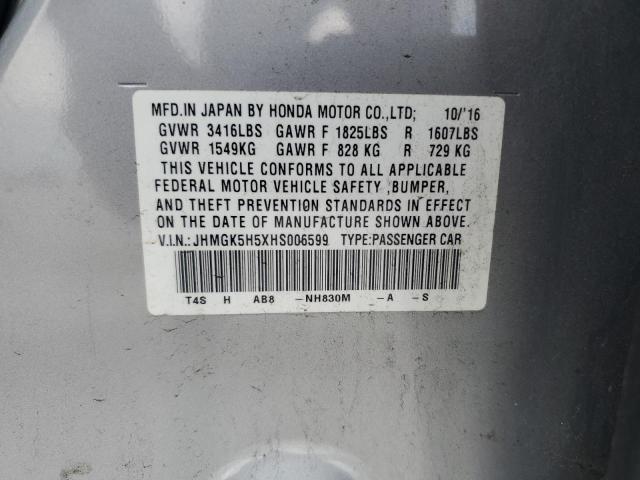 MFD.IN JAPAN BY HONDA MOTOR CO.,LTD; 10/'16
GVWR 3416LBS GAWR F 1825LBS R 1607LBS
GVWR 1549KG GAWR F 828 KG R 729 KG
THIS VEHICLE CONFORMS TO ALL APPLICABLE
FEDERAL MOTOR VEHICLE SAFETY ,BUMPER,
AND THEFT PREVENTION STANDARDS IN EFFECT
ON THE DATE OF MANUFACTURE SHOWN ABOVE.
V.I.N.: JHMGK5H5XHS006599 TYPE:PASSENGER CAR
T4S H AB8 -NH830M -A -S